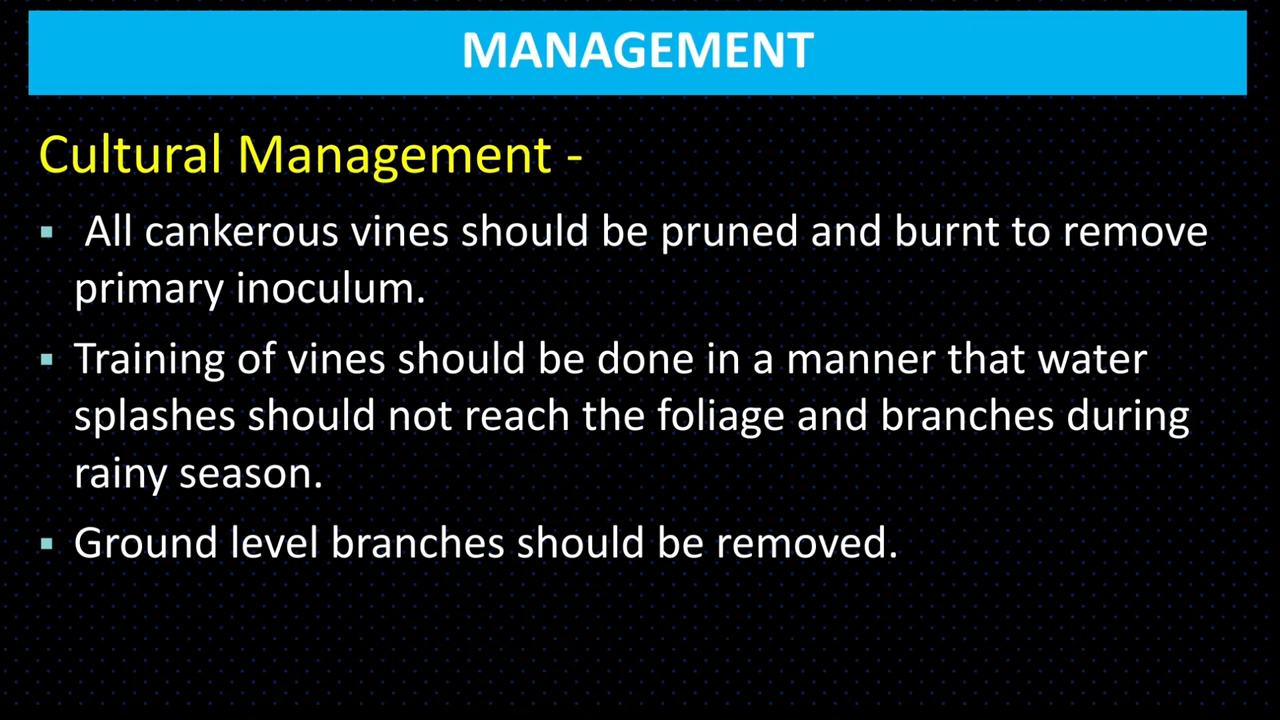 MANAGEMENT
Cultural Management -
▪ All cankerous vines should be pruned and burnt to remove
primary inoculum.
▪ Training of vines should be done in a manner that water
splashes should not reach the foliage and branches during
rainy season.
▪ Ground level branches should be removed.